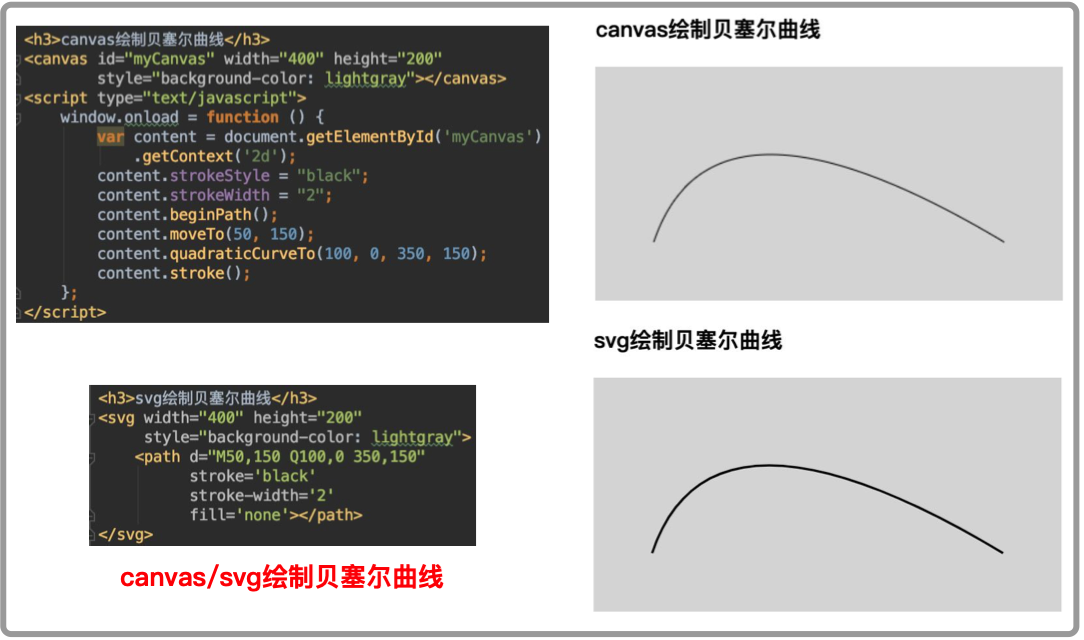 <h3>canvas绘制贝塞尔曲线</h3>
<canvas id="myCanvas" width="400" height="200"
style="background-color: lightgray"></canvas>
<script type="text/javascript">
window.onload = function () {
var content = document.getElementById('myCanvas')
.getContext('2d');
content.strokeStyle = "black";
content.strokeWidth = "2";
content.beginPath();
content.moveTo(50, 150);
content.quadraticCurveTo(100, 0, 350, 150);
content.stroke();
};
</script>
<h3>svg绘制贝塞尔曲线</h3>
<svg width="400" height="200"
style="background-color: lightgray">
<path d="M50,150 Q100,0 350,150"
stroke='black'
stroke-width='2'
fill='none'></path>
</svg>
canvas/svg绘制贝塞尔曲线
canvas绘制贝塞尔曲线
svg绘制贝塞尔曲线